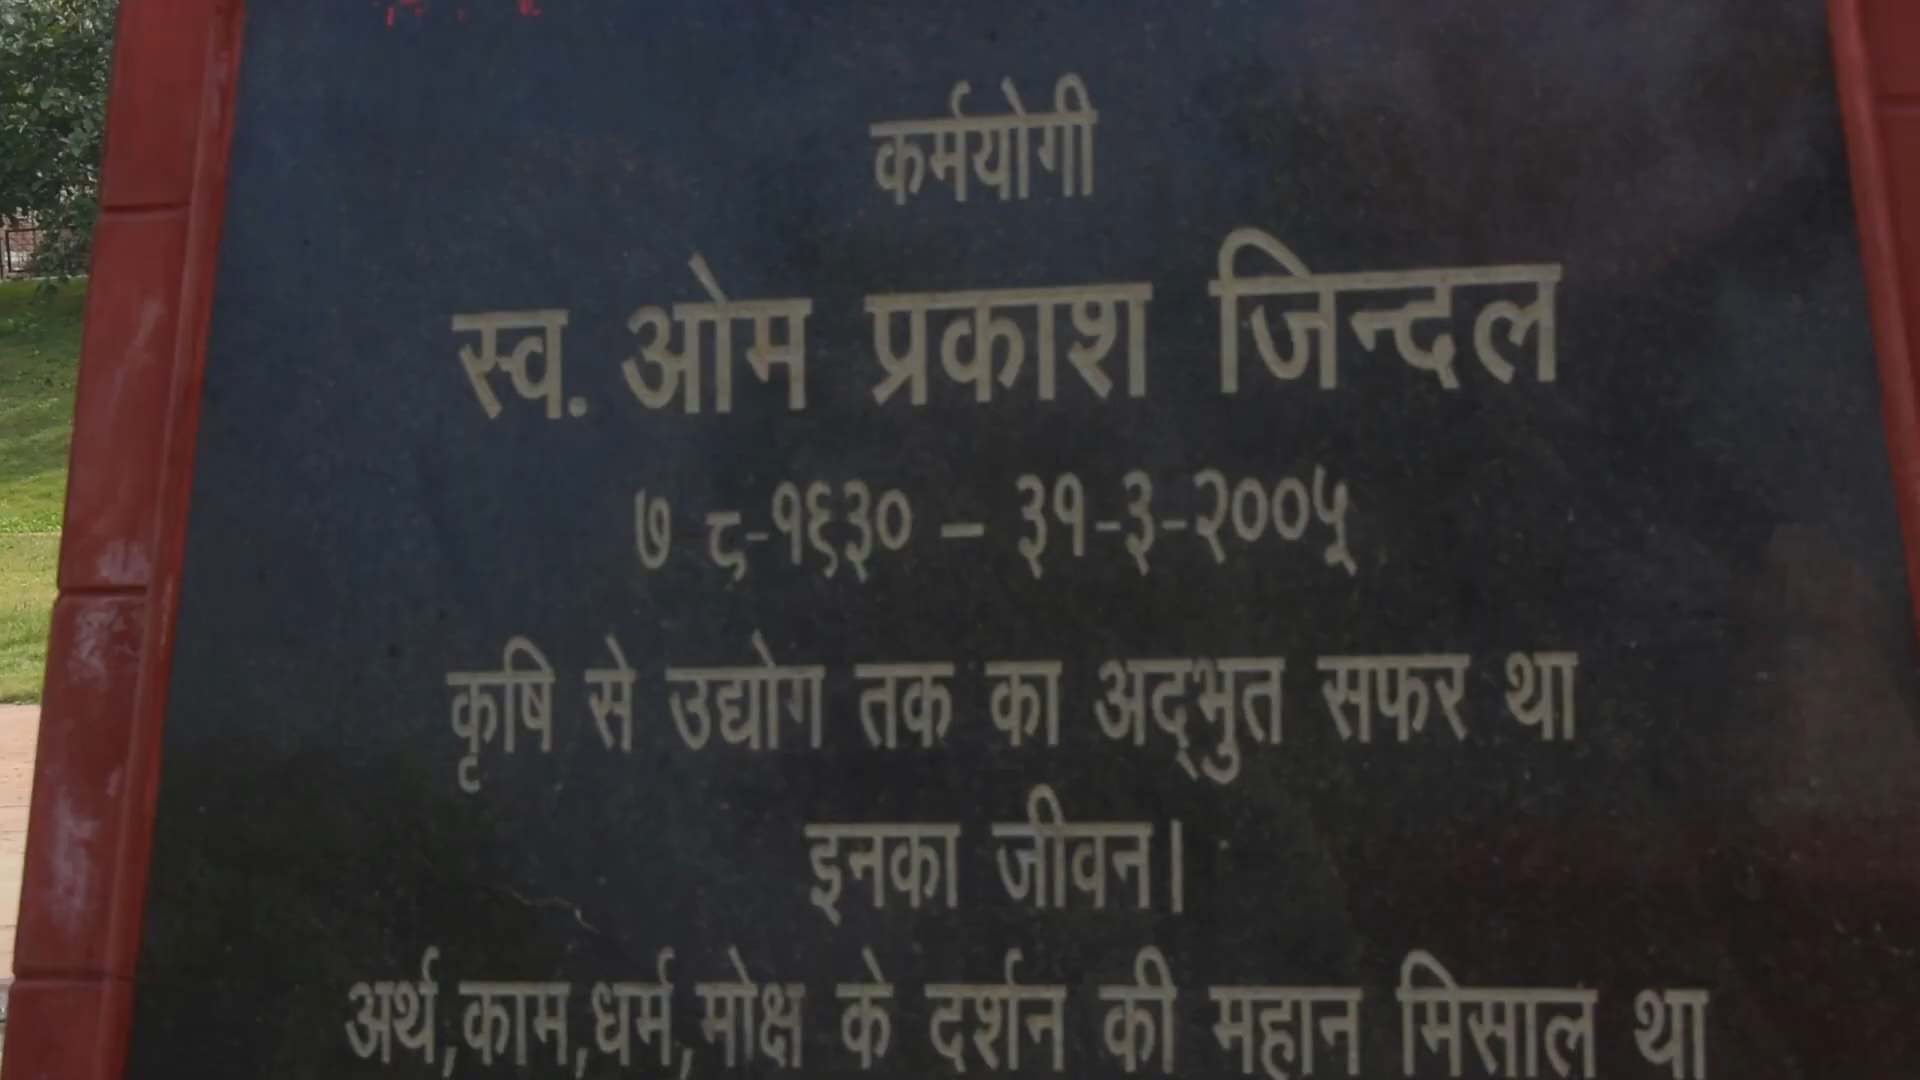 कर्मयोगी
स्व. ओम प्रकाश जिन्दल
७ ८-१९३० – ३१-३-२००५
कृषि से उद्योग तक का अद्‌भुत सफर था
इनका जीवन।
अर्थ,काम,धर्म,मोक्ष के दर्शन की महान मिसाल था